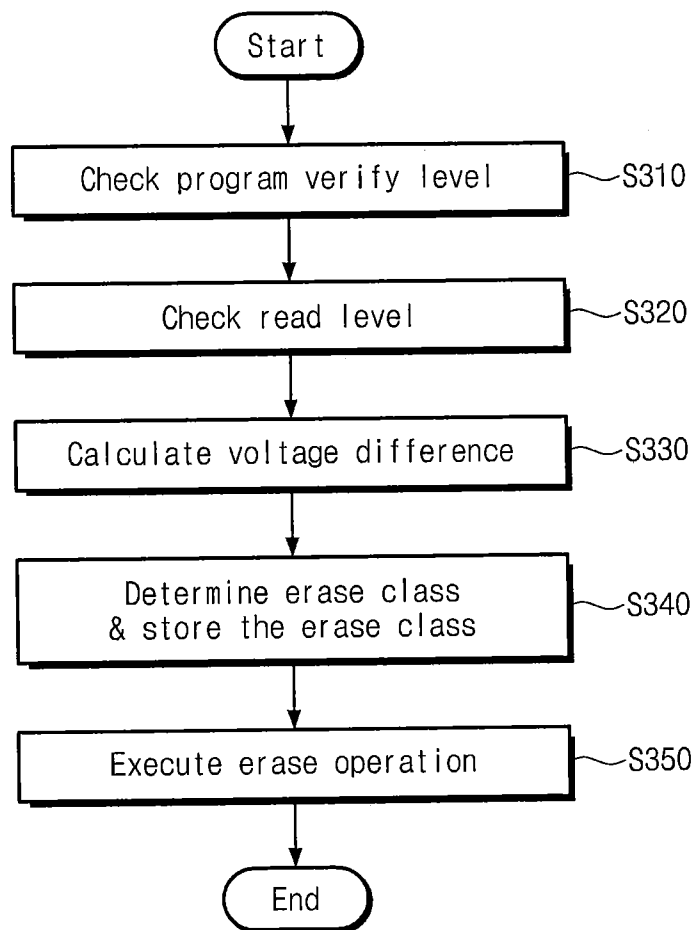 Start
Check program verify level
S310
Check read level
S320
Calculate voltage difference
S330
Determine erase class
& store the erase class
S340
Execute erase operation
S350
End